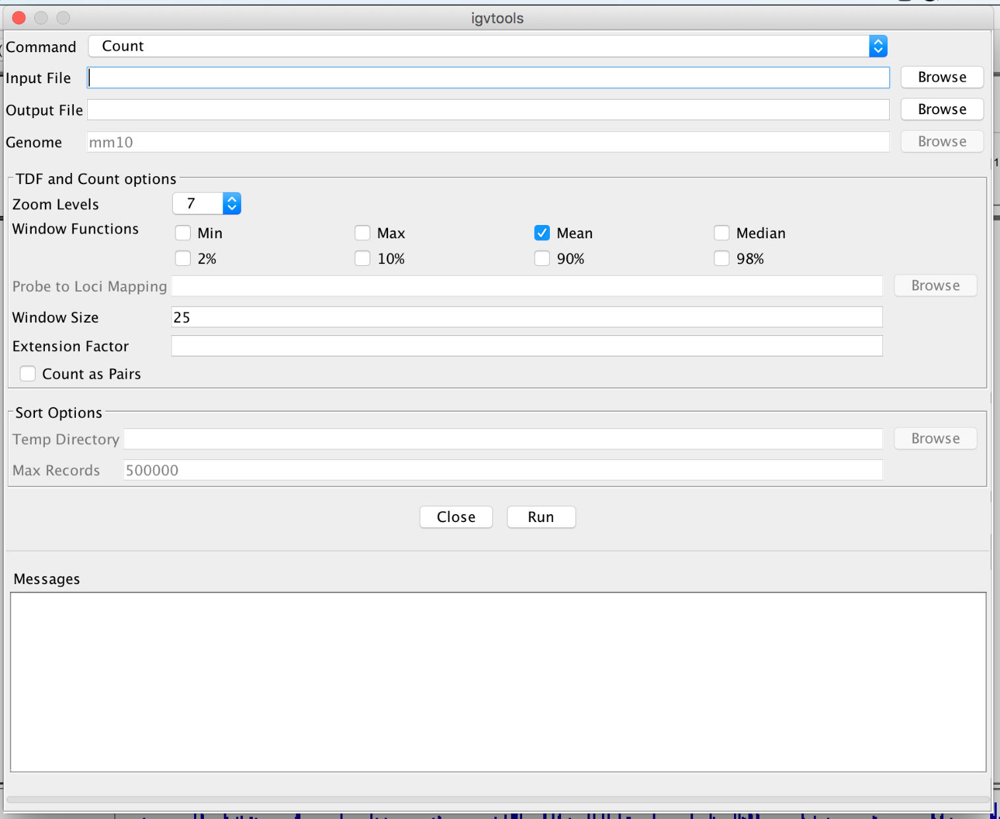 igvtools
Command Count
Input File Browse
Output File Browse
Genome mm10 Browse
TDF and Count options
Zoom Levels 7
Window Functions Min Max Mean Median
2% 10% 90% 98%
Probe to Loci Mapping Browse
Window Size 25
Extension Factor
Count as Pairs
Sort Options
Temp Directory Browse
Max Records 500000
Close Run
Messages